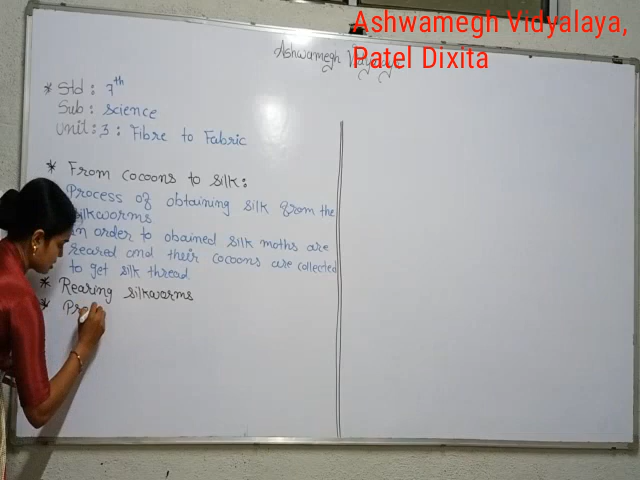 Ashwamegh Vidyalaya,
Patel Dixita
Ashwamegh
* Std : 7th
Sub : Science
Unit : 3 : Fibre to Fabric
* From cocoons to silk :
Process of obtaining silk from the
silkworms
in order to obained silk moths are
reared and their cocoons are collected
to get silk thread
* Rearing silkworms
* Pro